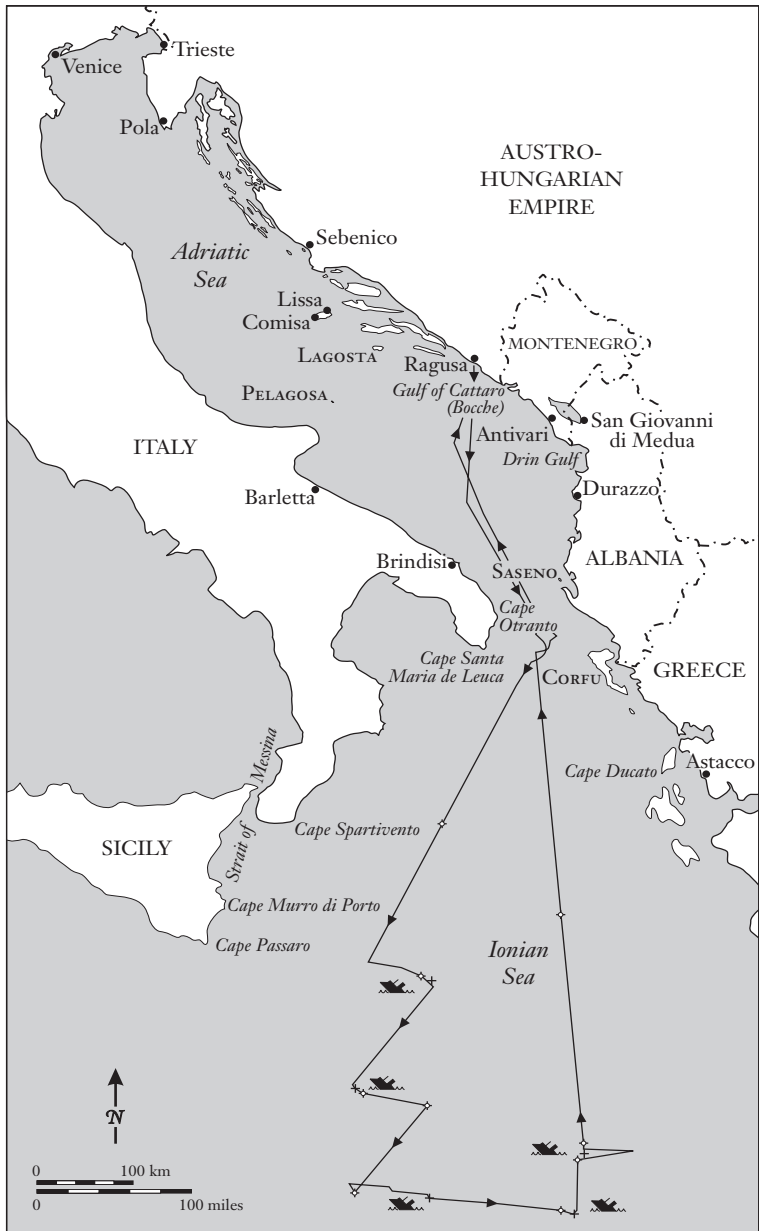 Trieste
Venice
Pola
AUSTRO-
HUNGARIAN
EMPIRE
Sebenico
Adriatic
Sea
Lissa
Comisa
LAGOSTA
MONTENEGRO
Ragusa
Gulf of Cattaro
(Bocche)
PELAGOSA
San Giovanni
di Medua
Antivari
ITALY
Drin Gulf
Barletta
Durazzo
Brindisi
SASENO
ALBANIA
Cape
Otranto
Cape Santa
Maria de Leuca
CORFU
GREECE
Strait of Messina
Cape Ducato
Astacco
Cape Spartivento
SICILY
Cape Murro di Porto
Cape Passaro
Ionian
Sea
N
0 100 km
0 100 miles